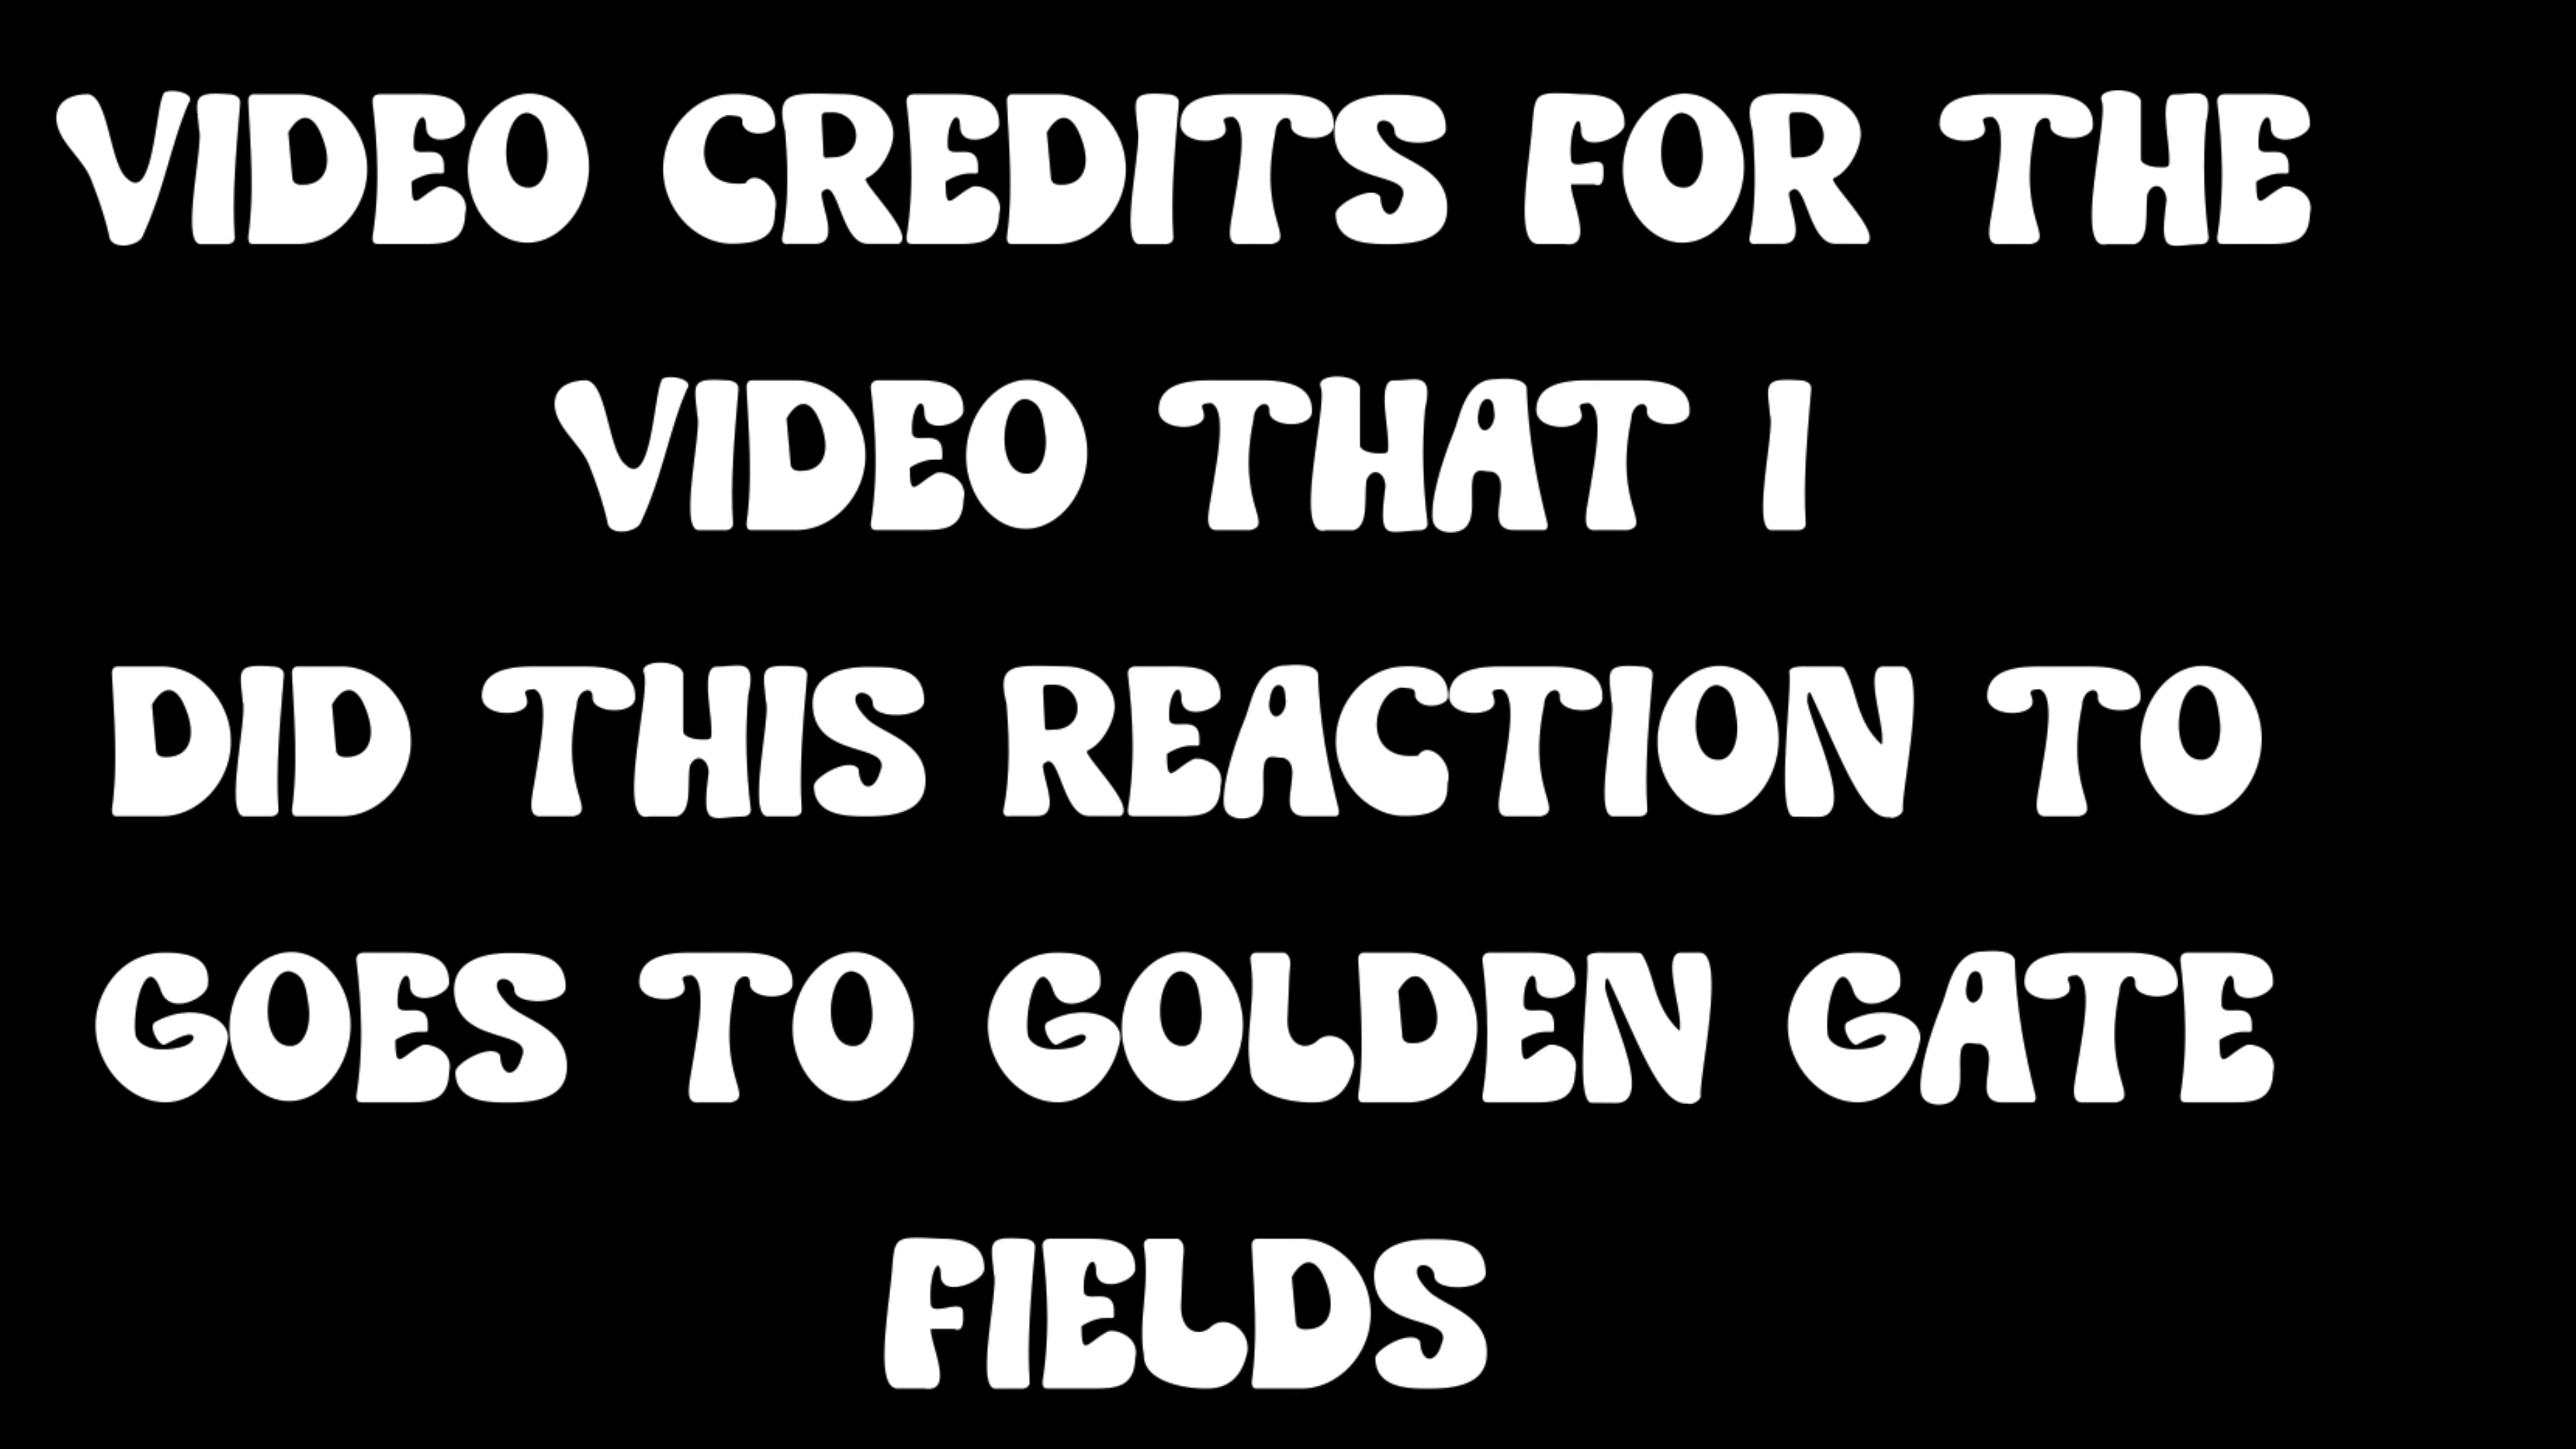 VIDEO CREDITS FOR THE
VIDEO THAT I
DID THIS REACTION TO
GOES TO GOLDEN GATE
FIELDS